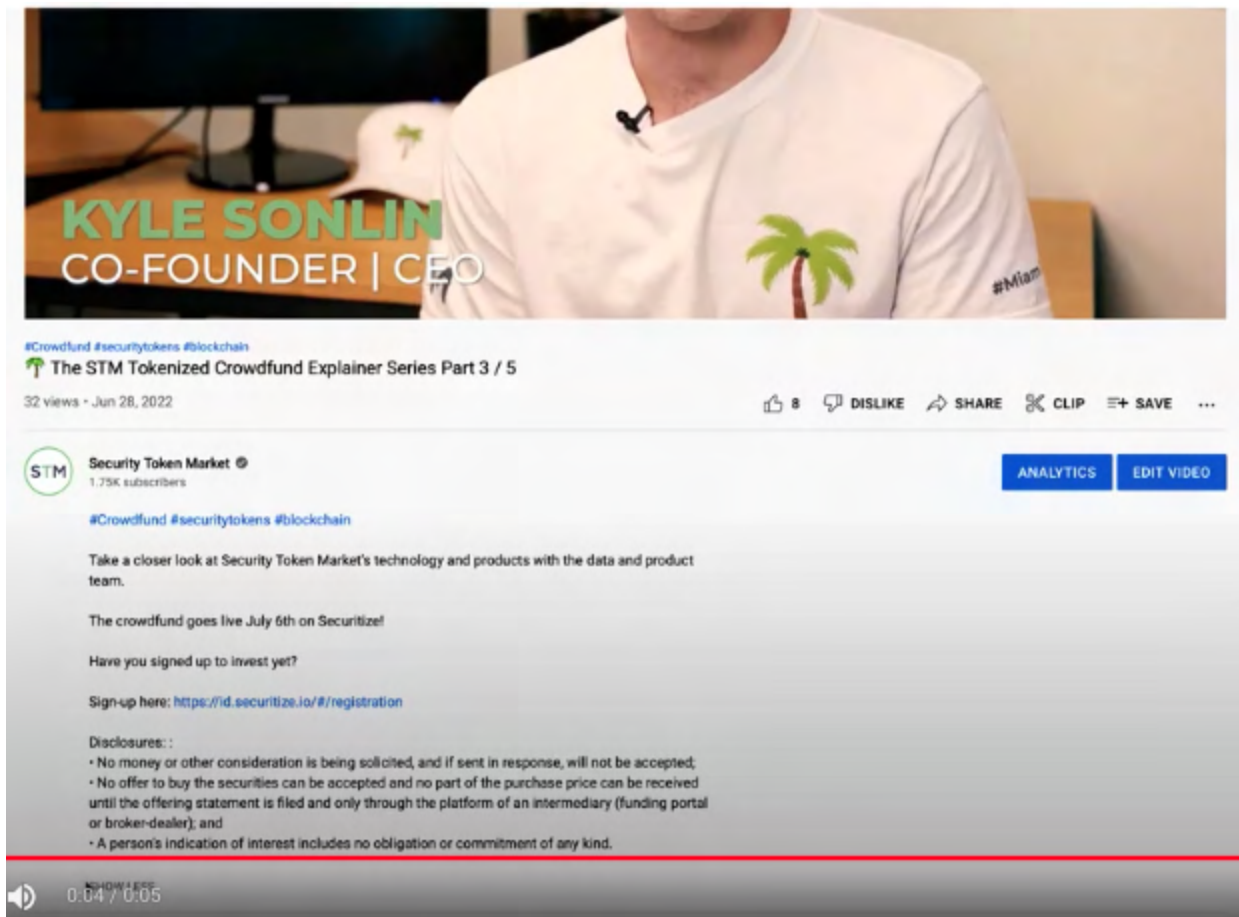 KYLE SONLIN
CO-FOUNDER | CEO
#Miam
#Crowdfund #securitytokens #blockchain
The STM Tokenized Crowdfund Explainer Series Part 3 / 5
32 views • Jun 28, 2022
8 DISLIKE SHARE CLIP SAVE ...
STM
Security Token Market
1.75K subscribers
ANALYTICS EDIT VIDEO
#Crowdfund #securitytokens #blockchain
Take a closer look at Security Token Market's technology and products with the data and product
team.
The crowdfund goes live July 6th on Securitize!
Have you signed up to invest yet?
Sign-up here: https://id.securitize.io/#/registration
Disclosures: :
• No money or other consideration is being solicited, and if sent in response, will not be accepted;
• No offer to buy the securities can be accepted and no part of the purchase price can be received
until the offering statement is filed and only through the platform of an intermediary (funding portal
or broker-dealer); and
• A person's indication of interest includes no obligation or commitment of any kind.
SHOW LESS
0:04 / 0:05